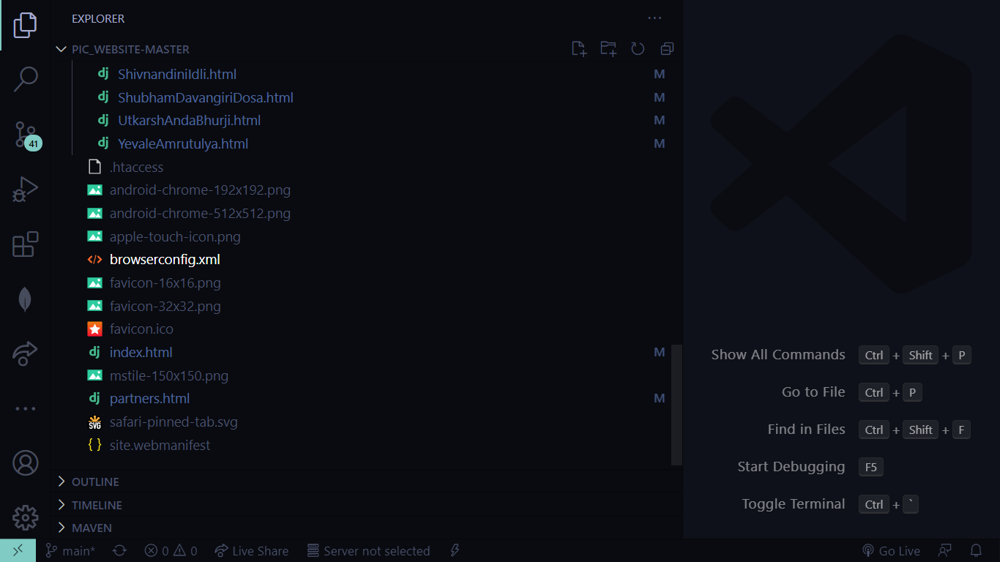 EXPLORER
PIC_WEBSITE-MASTER
dj ShivnandiniIdli.html M
dj ShubhamDavangiriDosa.html M
dj UtkarshAndaBhurji.html M
dj YevaleAmrutulya.html M
41
.htaccess
android-chrome-192x192.png
android-chrome-512x512.png
apple-touch-icon.png
browserconfig.xml
favicon-16x16.png
favicon-32x32.png
favicon.ico
dj index.html M
mstile-150x150.png
dj partners.html M
SVG safari-pinned-tab.svg
{ } site.webmanifest
OUTLINE
TIMELINE
MAVEN
Show All Commands Ctrl + Shift + P
Go to File Ctrl + P
Find in Files Ctrl + Shift + F
Start Debugging F5
Toggle Terminal Ctrl + `
main* 0 0 Live Share Server not selected Go Live